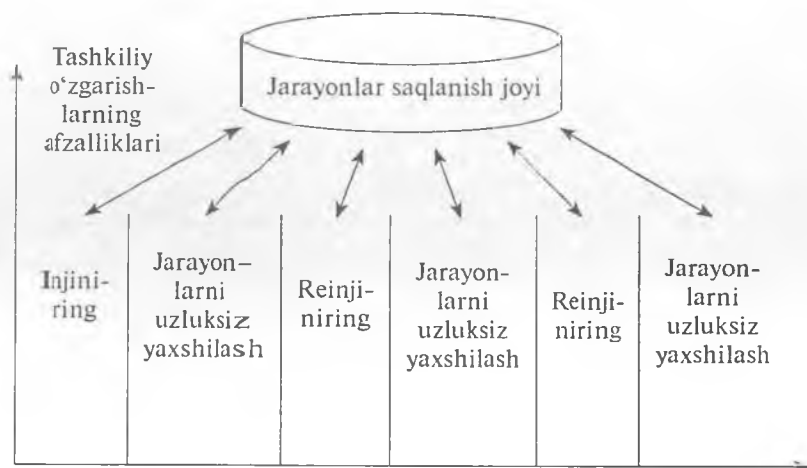 Tashkiliy
o‘zgarish-
larning
afzalliklari
Jarayonlar saqlanish joyi
Injini-
ring
Jarayon–
larni
uzluksiz
yaxshilash
Reinji-
niring
Jarayon-
larni
uzluksiz
yaxshilash
Reinji-
niring
Jarayon-
larni
uzluksiz
yaxshilash